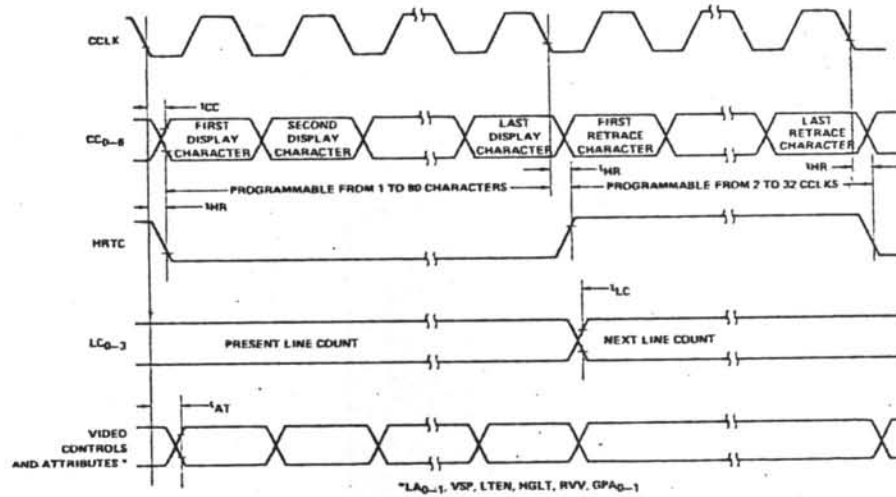 CCLK
tCC
CC0–6
FIRST DISPLAY CHARACTER
SECOND DISPLAY CHARACTER
LAST DISPLAY CHARACTER
FIRST RETRACE CHARACTER
LAST RETRACE CHARACTER
tHR
tHR
PROGRAMMABLE FROM 1 TO 80 CHARACTERS
PROGRAMMABLE FROM 2 TO 32 CCLKS
tHR
HRTC
tLC
LC0–3
PRESENT LINE COUNT
NEXT LINE COUNT
tAT
VIDEO
CONTROLS
AND ATTRIBUTES *
*LA0–1, VSP, LTEN, HGLT, RVV, GPA0–1